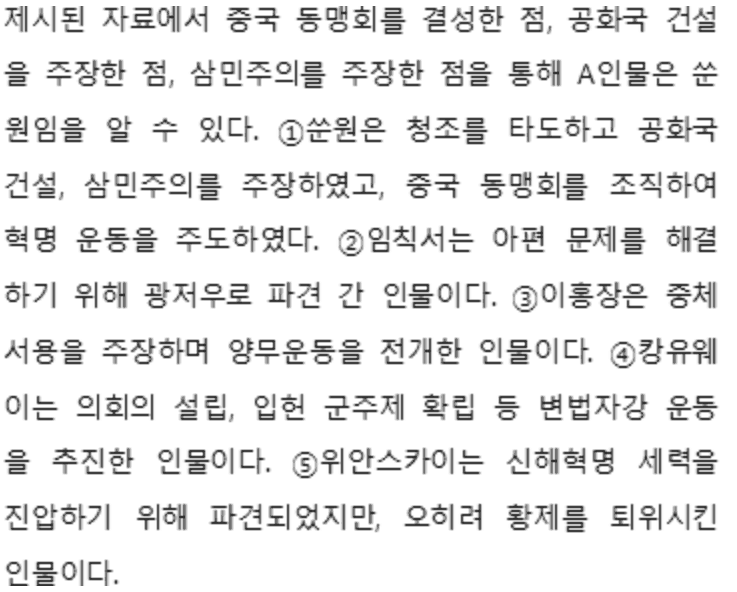 제시된 자료에서 중국 동맹회를 결성한 점, 공화국 건설
을 주장한 점, 삼민주의를 주장한 점을 통해 A인물은 쑨
원임을 알 수 있다. ①쑨원은 청조를 타도하고 공화국
건설, 삼민주의를 주장하였고, 중국 동맹회를 조직하여
혁명 운동을 주도하였다. ②임칙서는 아편 문제를 해결
하기 위해 광저우로 파견 간 인물이다. ③이홍장은 중체
서용을 주장하며 양무운동을 전개한 인물이다. ④캉유웨
이는 의회의 설립, 입헌 군주제 확립 등 변법자강 운동
을 추진한 인물이다. ⑤위안스카이는 신해혁명 세력을
진압하기 위해 파견되었지만, 오히려 황제를 퇴위시킨
인물이다.